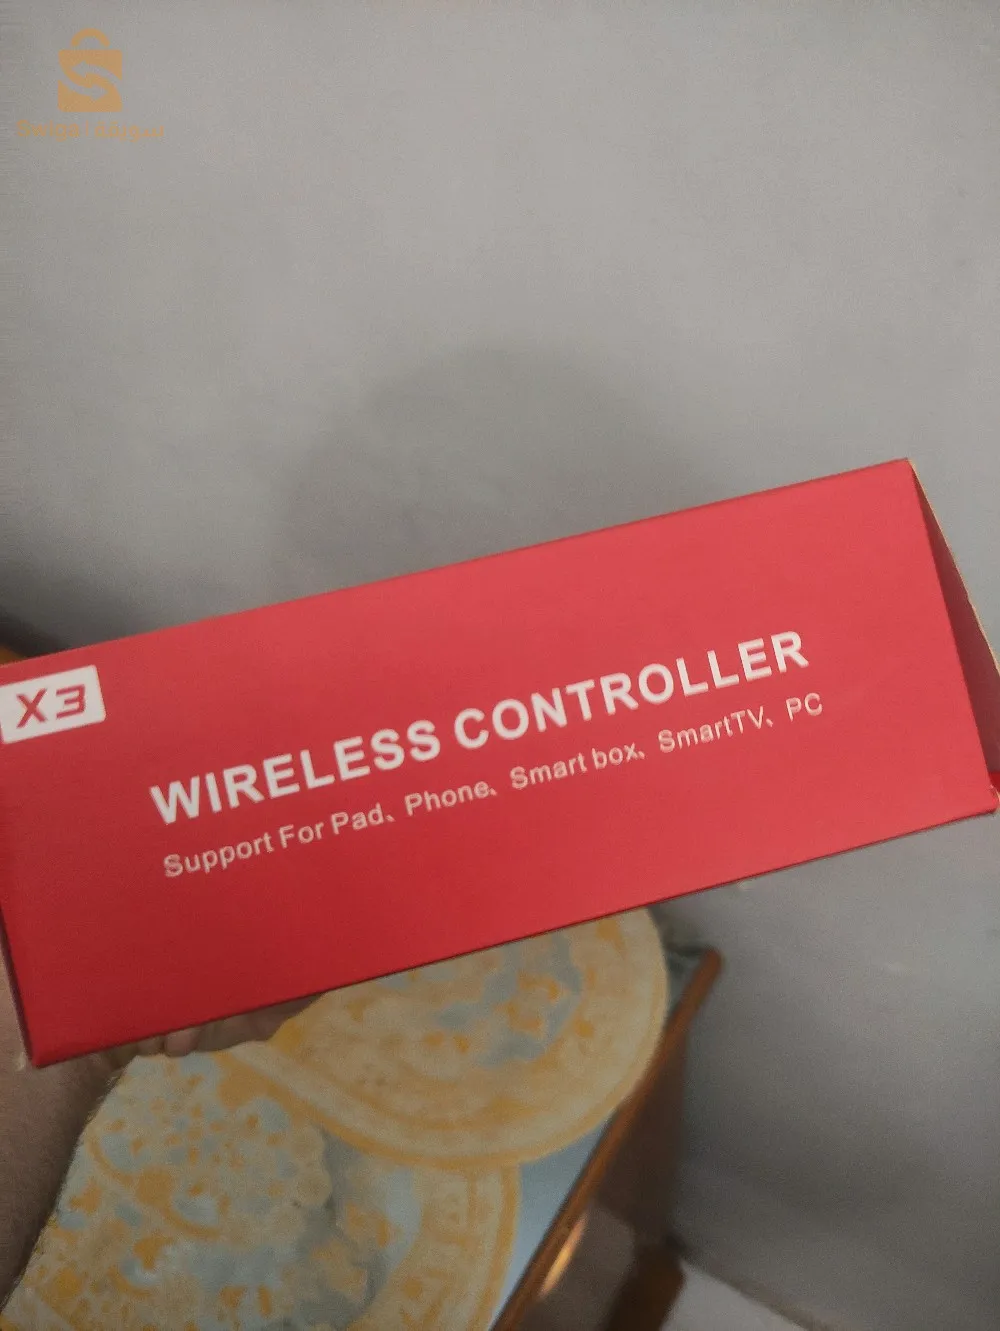 X3
WIRELESS CONTROLLER
Support For Pad、Phone、Smart box、SmartTV、PC